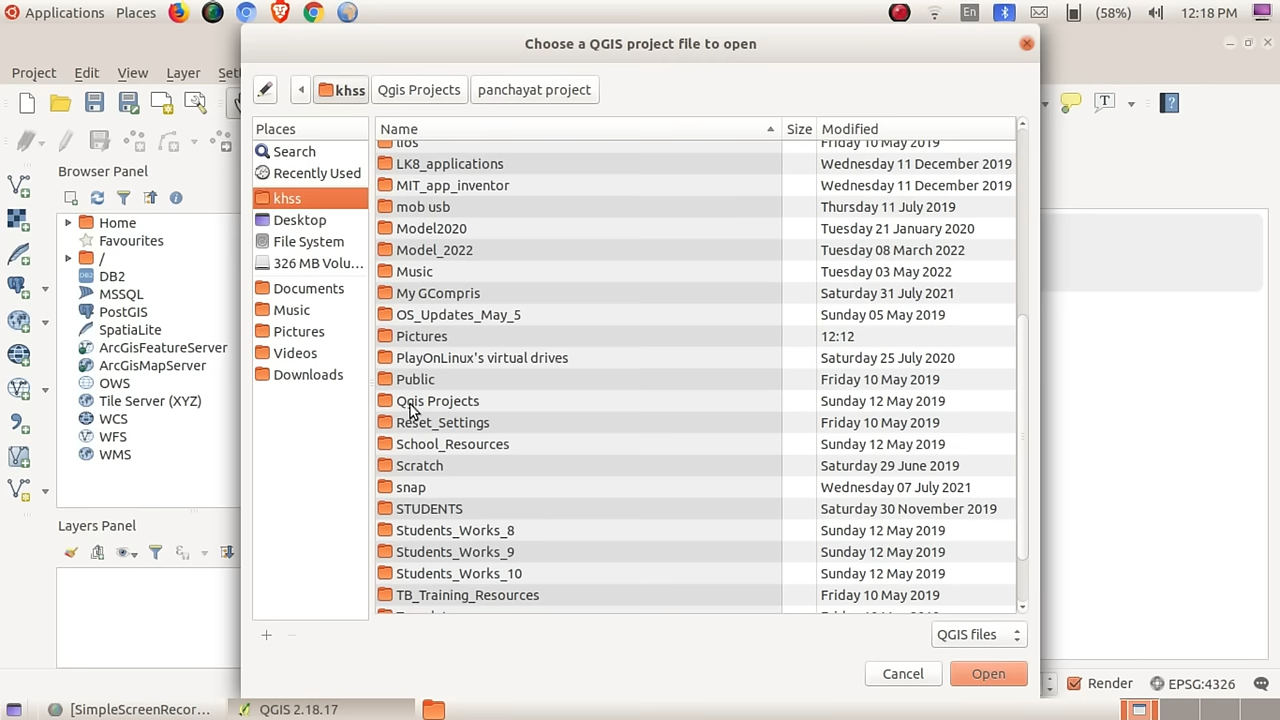 Applications Places En (58%) 12:18 PM
Choose a QGIS project file to open
Project Edit View Layer
khss Qgis Projects panchayat project
Places
Search
Recently Used
khss
Desktop
File System
326 MB Volu...
Documents
Music
Pictures
Videos
Downloads
Name Size Modified
LK8_applications Wednesday 11 December 2019
MIT_app_inventor Wednesday 11 December 2019
mob usb Thursday 11 July 2019
Model2020 Tuesday 21 January 2020
Model_2022 Tuesday 08 March 2022
Music Tuesday 03 May 2022
My GCompris Saturday 31 July 2021
OS_Updates_May_5 Sunday 05 May 2019
Pictures 12:12
PlayOnLinux's virtual drives Saturday 25 July 2020
Public Friday 10 May 2019
Qgis Projects Sunday 12 May 2019
Reset_Settings Friday 10 May 2019
School_Resources Sunday 12 May 2019
Scratch Saturday 29 June 2019
snap Wednesday 07 July 2021
STUDENTS Saturday 30 November 2019
Students_Works_8 Sunday 12 May 2019
Students_Works_9 Sunday 12 May 2019
Students_Works_10 Sunday 12 May 2019
TB_Training_Resources Friday 10 May 2019
Browser Panel
Home
Favourites
/
DB2
MSSQL
PostGIS
SpatiaLite
ArcGisFeatureServer
ArcGisMapServer
OWS
Tile Server (XYZ)
WCS
WFS
WMS
Layers Panel
QGIS files
Cancel Open
Render EPSG:4326
[SimpleScreenRecor... QGIS 2.18.17